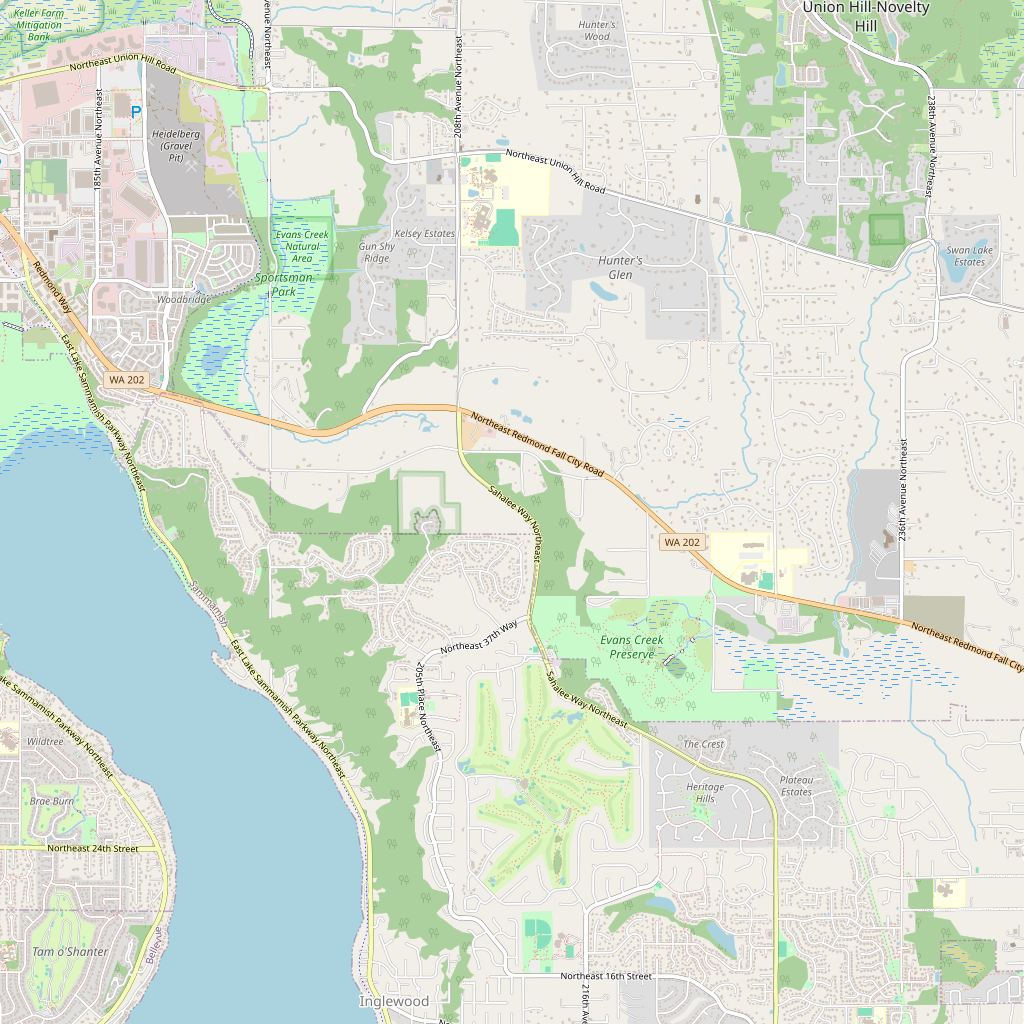 Keller Farm
Mitigation
Bank
Avenue Northeast
Hunter's
Wood
Union Hill-Novelty
Hill
Northeast Union Hill Road
208th Avenue Northeast
185th Avenue Northeast
P
Heidelberg
(Gravel
Pit)
238th Avenue Northeast
Northeast Union Hill Road
Evans Creek
Natural
Area
Kelsey Estates
Gun Shy
Ridge
Hunter's
Glen
Swan Lake
Estates
Sportsman
Park
Redmond Way
Woodbridge
East Lake Sammamish Parkway Northeast
WA 202
Northeast Redmond Fall City Road
236th Avenue Northeast
Sahalee Way Northeast
WA 202
Sammamish
Northeast Redmond Fall City
Northeast 37th Way
Evans Creek
Preserve
East Lake Sammamish Parkway Northeast
205th Place Northeast
Sahalee Way Northeast
Lake Sammamish Parkway Northeast
Wildtree
The Crest
Heritage
Hills
Plateau
Estates
Brae Burn
Northeast 24th Street
Tam o'Shanter
Bellevue
Northeast 16th Street
216th Ave
Inglewood